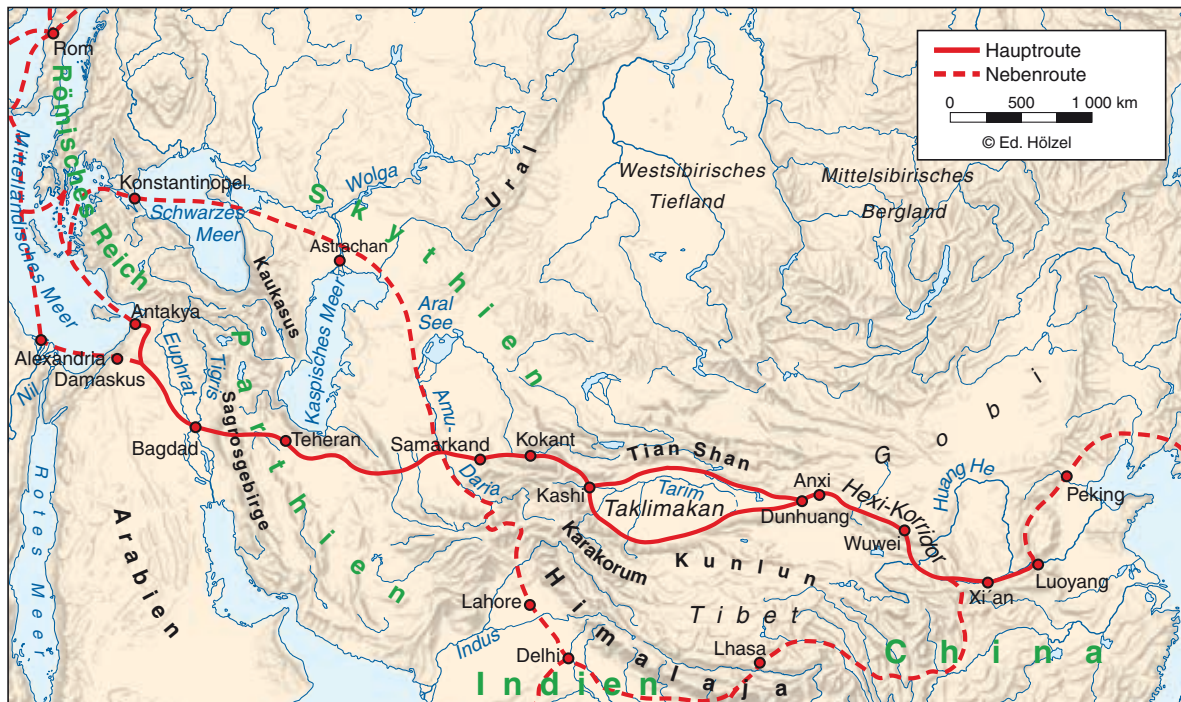 Rom
Hauptroute
Nebenroute
0 500 1 000 km
© Ed. Hölzel
Römisches Reich
Mittelländisches Meer
Konstantinopel
Schwarzes
Meer
Skythien
Wolga
Ural
Westsibirisches
Tiefland
Mittelsibirisches
Bergland
Astrachan
Kaukasus
Kaspisches Meer
Aral
See
Antakya
Alexandria
Damaskus
Nil
Euphrat
Tigris
Parthien
Sagrosgebirge
Bagdad
Teheran
Amu-
Daria
Samarkand
Kokant
Tian Shan
Kashi
Tarim
Taklimakan
Anxi
Dunhuang
Gobi
Hexi-Korridor
Huang He
Peking
Wuwei
Xi´an
Luoyang
Rotes Meer
Arabien
Karakorum
Kunlun
Himalaja
Tibet
Lahore
Indus
Delhi
Lhasa
Indien
China